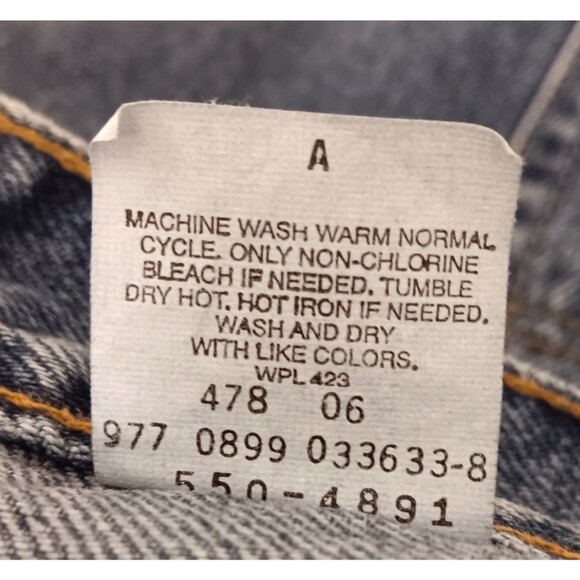 A
MACHINE WASH WARM NORMAL
CYCLE. ONLY NON-CHLORINE
BLEACH IF NEEDED. TUMBLE
DRY HOT. HOT IRON IF NEEDED.
WASH AND DRY
WITH LIKE COLORS.
WPL 423
478 06
977 0899 033633-8
550-4891